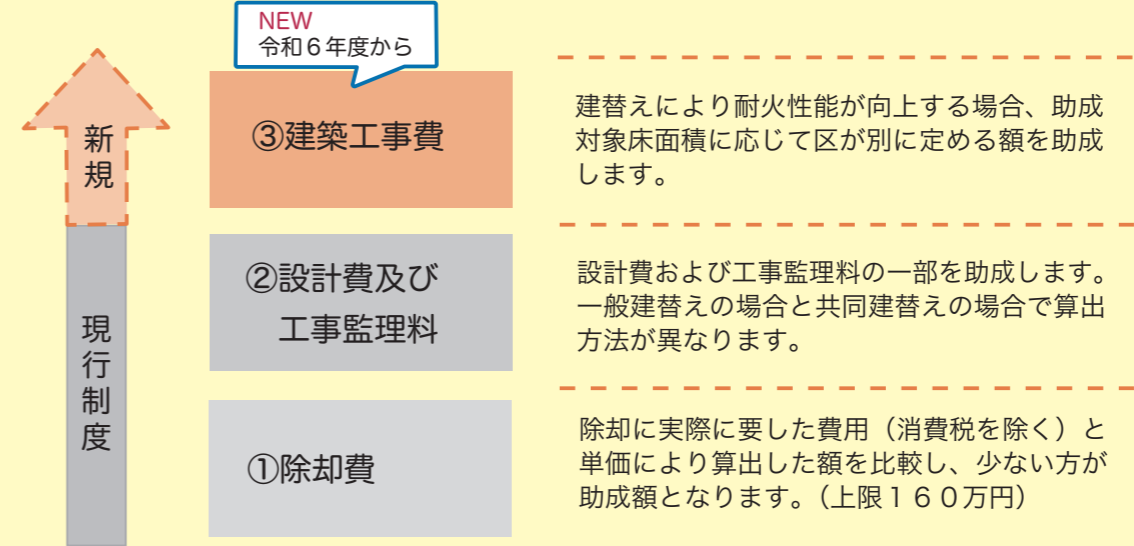 NEW
令和６年度から
新規
③建築工事費
建替えにより耐火性能が向上する場合、助成
対象床面積に応じて区が別に定める額を助成
します。
現行制度
②設計費及び
工事監理料
設計費および工事監理料の一部を助成します。
一般建替えの場合と共同建替えの場合で算出
方法が異なります。
①除却費
除却に実際に要した費用（消費税を除く）と
単価により算出した額を比較し、少ない方が
助成額となります。（上限１６０万円）